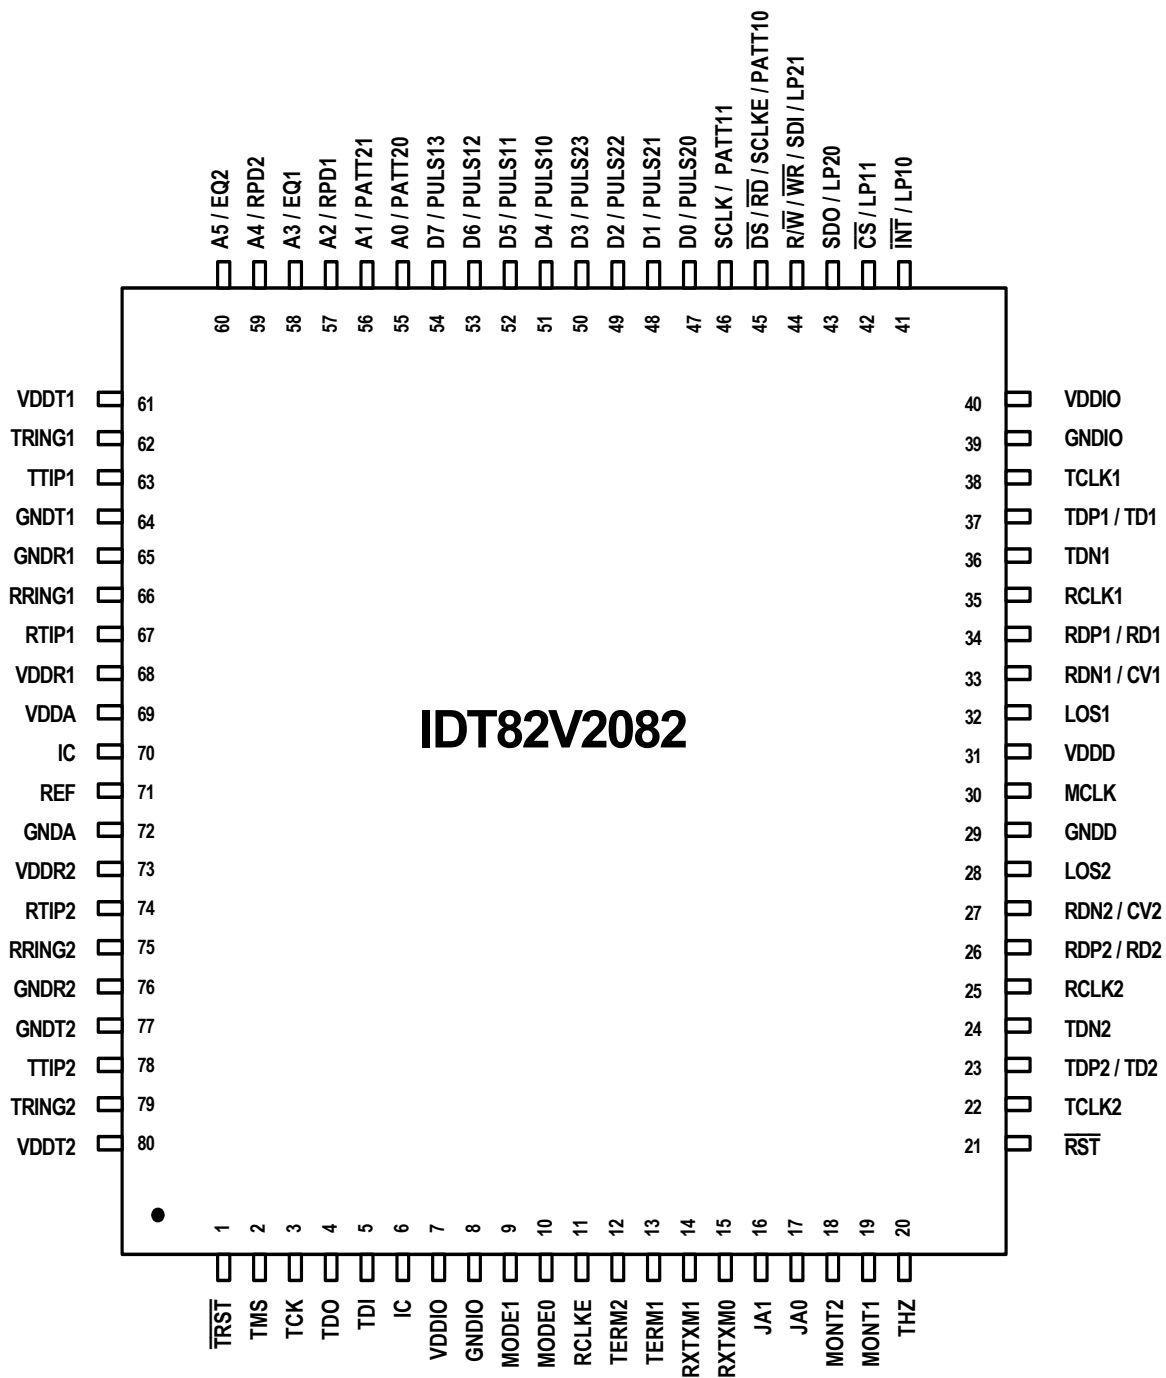 A5 / EQ2
A4 / RPD2
A3 / EQ1
A2 / RPD1
A1 / PATT21
A0 / PATT20
D7 / PULS13
D6 / PULS12
D5 / PULS11
D4 / PULS10
D3 / PULS23
D2 / PULS22
D1 / PULS21
D0 / PULS20
SCLK / PATT11
D̅S̅ / R̅D̅ / SCLKE / PATT10
R/W̅ / W̅R̅ / SDI / LP21
SDO / LP20
C̅S̅ / LP11
I̅N̅T̅ / LP10
60
59
58
57
56
55
54
53
52
51
50
49
48
47
46
45
44
43
42
41
VDDT1 61
TRING1 62
TTIP1 63
GNDT1 64
GNDR1 65
RRING1 66
RTIP1 67
VDDR1 68
VDDA 69
IC 70
REF 71
GNDA 72
VDDR2 73
RTIP2 74
RRING2 75
GNDR2 76
GNDT2 77
TTIP2 78
TRING2 79
VDDT2 80
IDT82V2082
40 VDDIO
39 GNDIO
38 TCLK1
37 TDP1 / TD1
36 TDN1
35 RCLK1
34 RDP1 / RD1
33 RDN1 / CV1
32 LOS1
31 VDDD
30 MCLK
29 GNDD
28 LOS2
27 RDN2 / CV2
26 RDP2 / RD2
25 RCLK2
24 TDN2
23 TDP2 / TD2
22 TCLK2
21 R̅S̅T̅
1
2
3
4
5
6
7
8
9
10
11
12
13
14
15
16
17
18
19
20
T̅R̅S̅T̅
TMS
TCK
TDO
TDI
IC
VDDIO
GNDIO
MODE1
MODE0
RCLKE
TERM2
TERM1
RXTXM1
RXTXM0
JA1
JA0
MONT2
MONT1
THZ